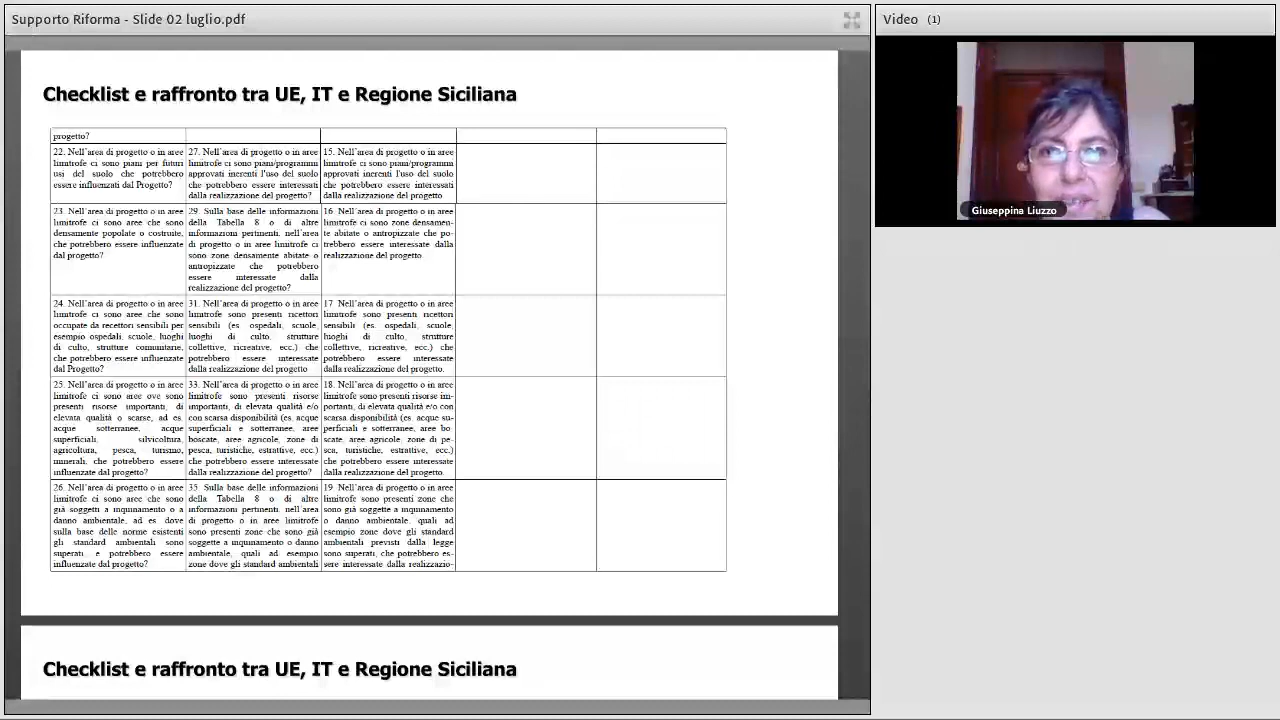 Supporto Riforma - Slide 02 luglio.pdf
Video (1)
Giuseppina Liuzzo
Checklist e raffronto tra UE, IT e Regione Siciliana
progetto?
22. Nell'area di progetto o in aree
limitrofe ci sono piani per futuri
usi del suolo che potrebbero
essere influenzati dal Progetto?
27. Nell'area di progetto o in aree
limitrofe ci sono piani/programmi
approvati inerenti l'uso del suolo
che potrebbero essere interessati
dalla realizzazione del progetto?
15. Nell'area di progetto o in aree
limitrofe ci sono piani/programmi
approvati inerenti l'uso del suolo
che potrebbero essere interessati
dalla realizzazione del progetto
23. Nell'area di progetto o in aree
limitrofe ci sono aree che sono
densamente popolate o costruite,
che potrebbero essere influenzate
dal progetto?
29. Sulla base delle informazioni
della Tabella 8 o di altre
informazioni pertinenti, nell'area
di progetto o in aree limitrofe ci
sono zone densamente abitate o
antropizzate che potrebbero
essere interessate dalla
realizzazione del progetto?
16. Nell'area di progetto o in aree
limitrofe ci sono zone densamen-
te abitate o antropizzate che po-
trebbero essere interessate dalla
realizzazione del progetto
24. Nell'area di progetto o in aree
limitrofe ci sono aree che sono
occupate da recettori sensibili per
esempio ospedali, scuole, luoghi
di culto, strutture comunitarie,
che potrebbero essere influenzate
dal Progetto?
31. Nell'area di progetto o in aree
limitrofe sono presenti ricettori
sensibili (es. ospedali, scuole,
luoghi di culto, strutture
collettive, ricreative, ecc.) che
potrebbero essere interessate
dalla realizzazione del progetto
17 Nell'area di progetto o in aree
limitrofe sono presenti ricettori
sensibili (es. ospedali, scuole,
luoghi di culto, strutture
collettive, ricreative, ecc.) che
potrebbero essere interessate
dalla realizzazione del progetto.
25. Nell'area di progetto o in aree
limitrofe ci sono aree ove sono
presenti risorse importanti, di
elevata qualità o scarse, ad es.
acque sotterranee, acque
superficiali, silvicoltura,
agricoltura, pesca, turismo,
minerali, che potrebbero essere
influenzate dal progetto?
33. Nell'area di progetto o in aree
limitrofe sono presenti risorse
importanti, di elevata qualità e/o
con scarsa disponibilità (es. acque
superficiali e sotterranee, aree
boscate, aree agricole, zone di
pesca, turistiche, estrattive, ecc.)
che potrebbero essere interessate
dalla realizzazione del progetto?
18. Nell'area di progetto o in aree
limitrofe sono presenti risorse im-
portanti, di elevata qualità e/o con
scarsa disponibilità (es. acque su-
perficiali e sotterranee, aree bo-
scate, aree agricole, zone di pe-
sca, turistiche, estrattive, ecc.)
che potrebbero essere interessate
dalla realizzazione del progetto.
26. Nell'area di progetto o in aree
limitrofe ci sono aree che sono
già soggetti a inquinamento o a
danno ambientale, ad es. dove
sulla base delle norme esistenti
gli standard ambientali sono
superati e potrebbero essere
influenzate dal progetto?
35. Sulla base delle informazioni
della Tabella 8 o di altre
informazioni pertinenti, nell'area
di progetto o in aree limitrofe
sono presenti zone che sono già
soggette a inquinamento o danno
ambientale, quali ad esempio
zone dove gli standard ambientali
19 Nell'area di progetto o in aree
limitrofe sono presenti zone che
sono già soggette a inquinamento
o danno ambientale, quali ad
esempio zone dove gli standard
ambientali previsti dalla legge
sono superati, che potrebbero es-
sere interessate dalla realizzazio-
Checklist e raffronto tra UE, IT e Regione Siciliana